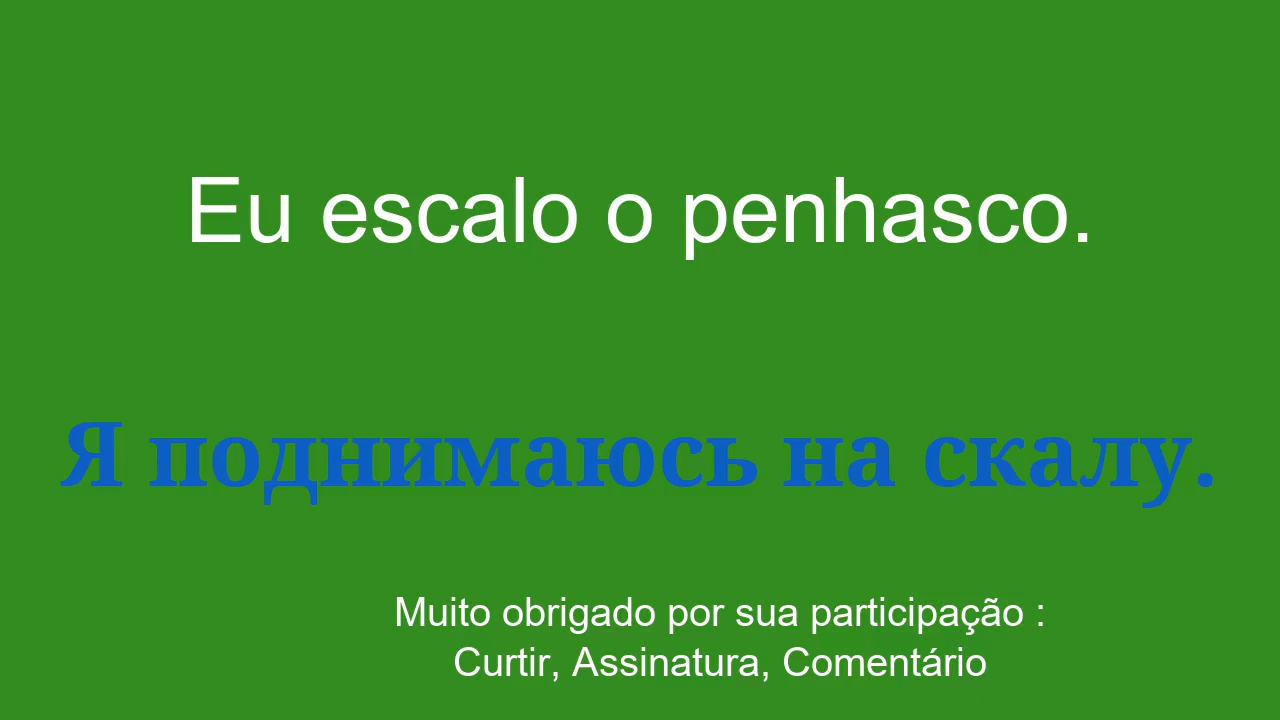 Eu escalo o penhasco.
Я поднимаюсь на скалу.
Muito obrigado por sua participação :
Curtir, Assinatura, Comentário